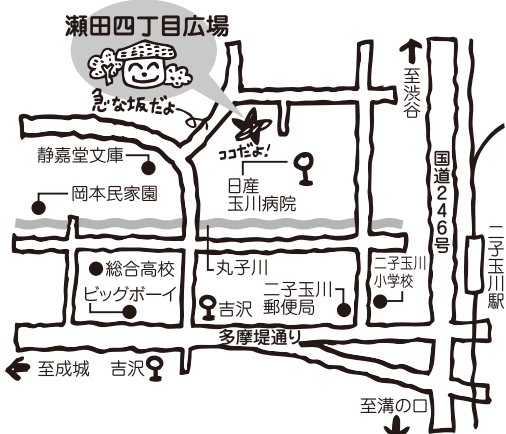 瀬田四丁目広場
急な坂だよ
ココだよ!
至渋谷
国道246号
静嘉堂文庫
岡本民家園
日産
玉川病院
二子玉川駅
総合高校
丸子川
二子玉川
小学校
ビッグボーイ
吉沢
二子玉川
郵便局
多摩堤通り
至成城
吉沢
至溝の口